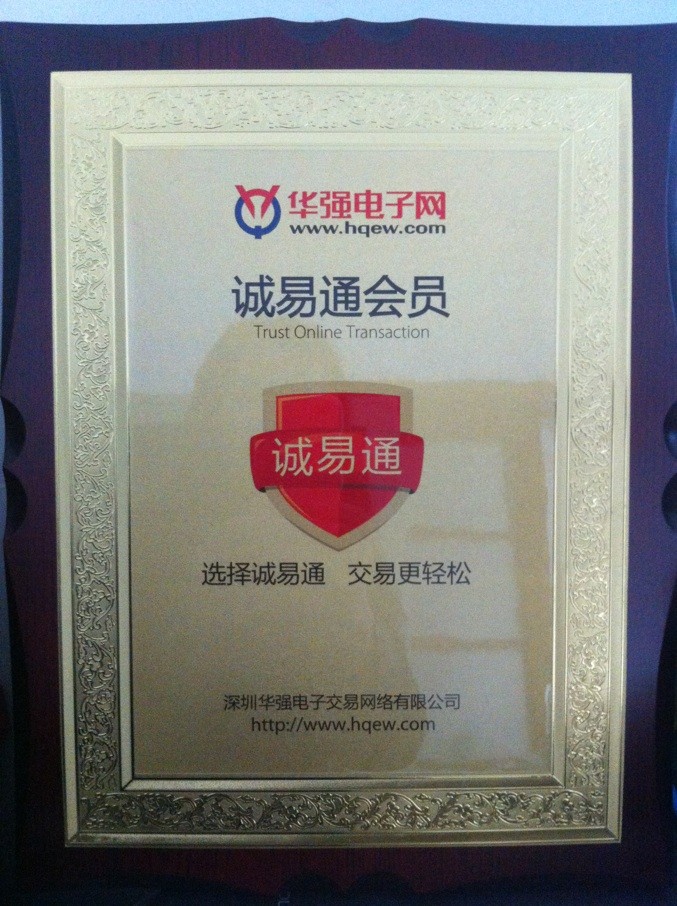 华强电子网
www.hqew.com
诚易通会员
Trust Online Transaction
诚易通
选择诚易通 交易更轻松
深圳华强电子交易网络有限公司
http://www.hqew.com